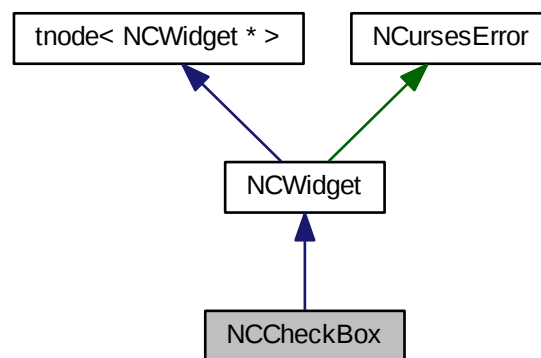 tnode< NCWidget * >
NCursesError
NCWidget
NCCheckBox